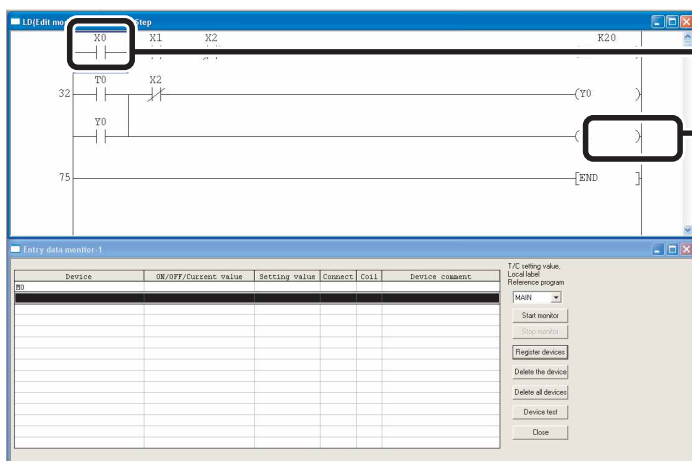 LD(Edit mo Step
X0 X1 X2 K20
T0 X2
32 (Y0 )
Y0
( )
75 [END ]
Entry data monitor-1
T/C setting value,
Local label
Reference program
Device ON/OFF/Current value Setting value Connect Coil Device comment
M0
MAIN
Start monitor
Stop monitor
Register devices
Delete the device
Delete all devices
Device test
Close